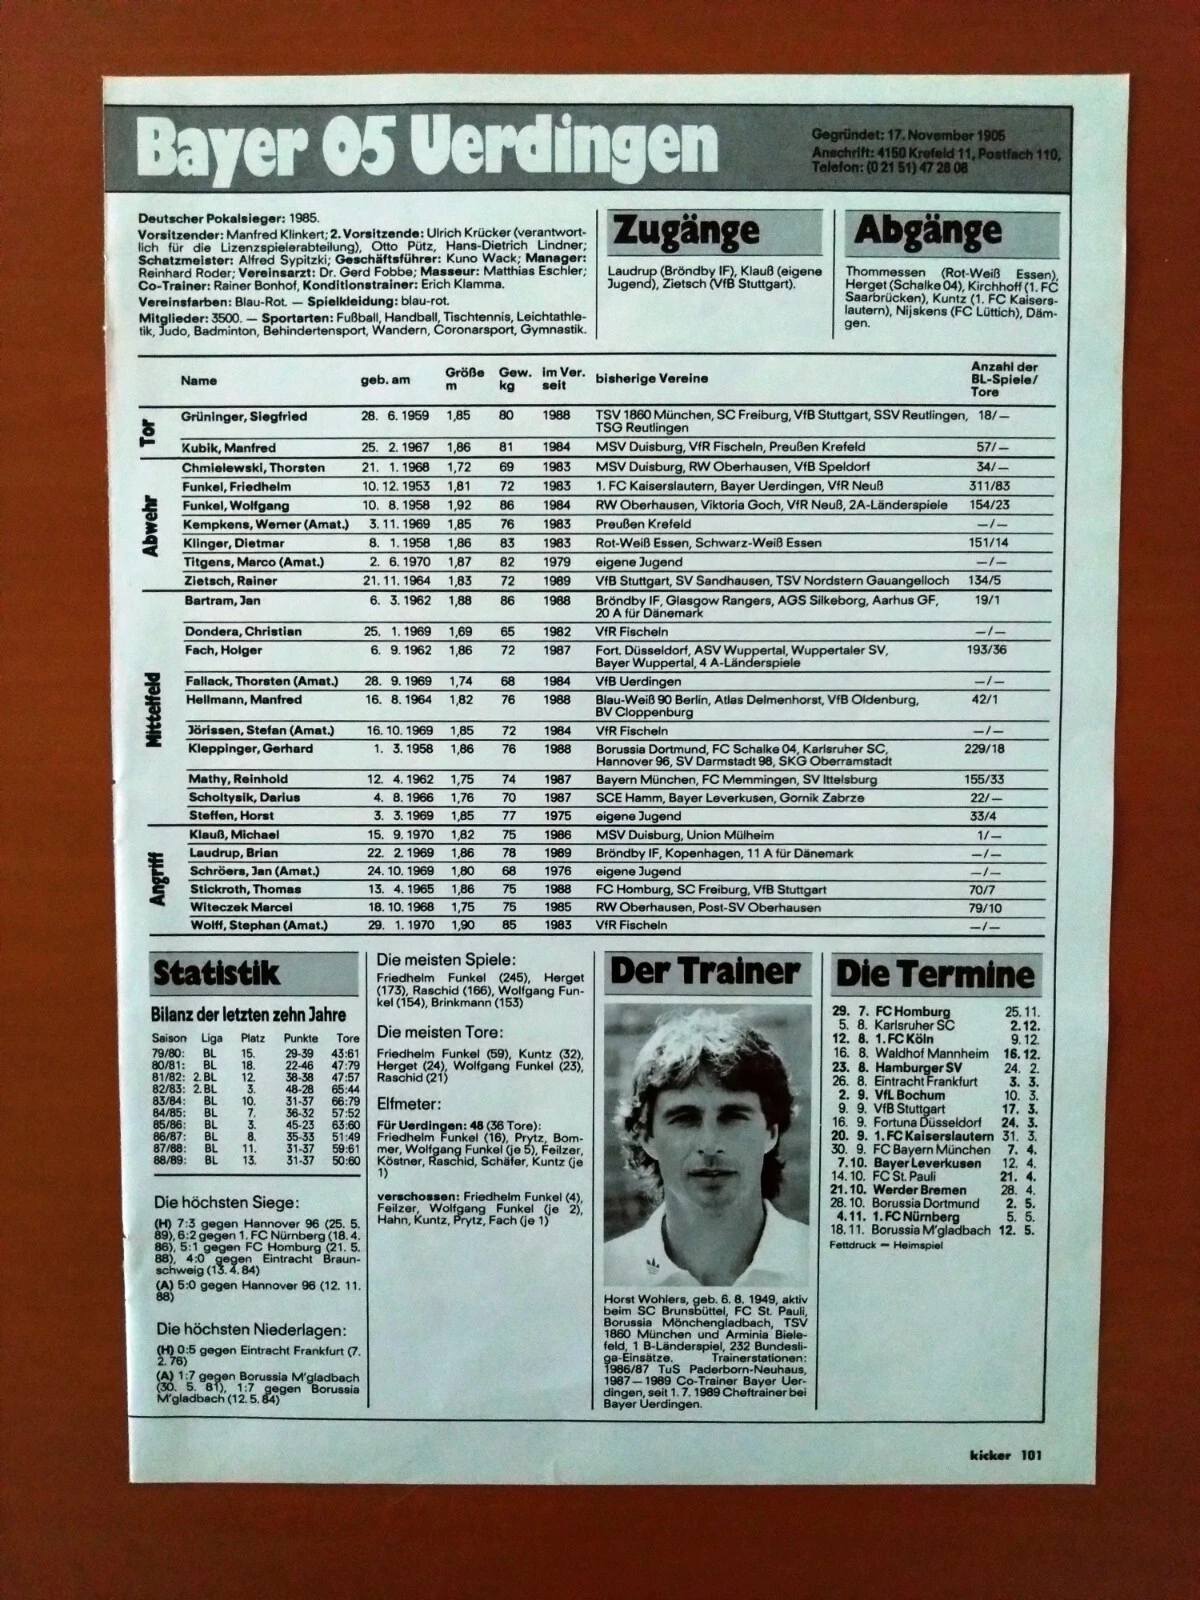 Bayer 05 Uerdingen
Gegründet: 17. November 1905
Anschrift: 4150 Krefeld 11, Postfach 110,
Telefon: (0 21 51) 47 28 08
Deutscher Pokalsieger: 1985.
Vorsitzender: Manfred Klinkert; 2. Vorsitzende: Ulrich Krücker (verantwort-
lich für die Lizenzspielerabteilung), Otto Pütz, Hans-Dietrich Lindner;
Schatzmeister: Alfred Sypitzki; Geschäftsführer: Kuno Wack; Manager:
Reinhard Roder; Vereinsarzt: Dr. Gerd Fobbe; Masseur: Matthias Eschler;
Co-Trainer: Rainer Bonhof, Konditionstrainer: Erich Klamma.
Vereinsfarben: Blau-Rot. — Spielkleidung: blau-rot.
Mitglieder: 3500. — Sportarten: Fußball, Handball, Tischtennis, Leichtathle-
tik, Judo, Badminton, Behindertensport, Wandern, Coronarsport, Gymnastik.
Zugänge
Laudrup (Bröndby IF), Klauß (eigene
Jugend), Zietsch (VfB Stuttgart).
Abgänge
Thommessen (Rot-Weiß Essen),
Herget (Schalke 04), Kirchhoff (1. FC
Saarbrücken), Kuntz (1. FC Kaisers-
lautern), Nijskens (FC Lüttich), Däm-
gen.
Name geb. am Größe m Gew. kg im Ver. seit bisherige Vereine Anzahl der BL-Spiele/ Tore
Tor
Grüninger, Siegfried 28. 6. 1959 1,85 80 1988 TSV 1860 München, SC Freiburg, VfB Stuttgart, SSV Reutlingen, 18/—
TSG Reutlingen
Kubik, Manfred 25. 2. 1967 1,86 81 1984 MSV Duisburg, VfR Fischeln, Preußen Krefeld 57/—
Abwehr
Chmielewski, Thorsten 21. 1. 1968 1,72 69 1983 MSV Duisburg, RW Oberhausen, VfB Speldorf 34/—
Funkel, Friedhelm 10. 12. 1953 1,81 72 1983 1. FC Kaiserslautern, Bayer Uerdingen, VfR Neuß 311/83
Funkel, Wolfgang 10. 8. 1958 1,92 86 1984 RW Oberhausen, Viktoria Goch, VfR Neuß, 2A-Länderspiele 154/23
Kempkens, Werner (Amat.) 3. 11. 1969 1,85 76 1983 Preußen Krefeld —/—
Klinger, Dietmar 8. 1. 1958 1,86 83 1983 Rot-Weiß Essen, Schwarz-Weiß Essen 151/14
Titgens, Marco (Amat.) 2. 6. 1970 1,87 82 1979 eigene Jugend —/—
Zietsch, Rainer 21. 11. 1964 1,83 72 1989 VfB Stuttgart, SV Sandhausen, TSV Nordstern Gauangelloch 134/5
Mittelfeld
Bartram, Jan 6. 3. 1962 1,88 86 1988 Bröndby IF, Glasgow Rangers, AGS Silkeborg, Aarhus GF, 19/1
20 A für Dänemark
Dondera, Christian 25. 1. 1969 1,69 65 1982 VfR Fischeln —/—
Fach, Holger 6. 9. 1962 1,86 72 1987 Fort. Düsseldorf, ASV Wuppertal, Wuppertaler SV, 193/36
Bayer Wuppertal, 4 A-Länderspiele
Fallack, Thorsten (Amat.) 28. 9. 1969 1,74 68 1984 VfB Uerdingen —/—
Hellmann, Manfred 16. 8. 1964 1,82 76 1988 Blau-Weiß 90 Berlin, Atlas Delmenhorst, VfB Oldenburg, 42/1
BV Cloppenburg
Jörissen, Stefan (Amat.) 16. 10. 1969 1,85 72 1984 VfR Fischeln —/—
Kleppinger, Gerhard 1. 3. 1958 1,86 76 1988 Borussia Dortmund, FC Schalke 04, Karlsruher SC, 229/18
Hannover 96, SV Darmstadt 98, SKG Oberramstadt
Mathy, Reinhold 12. 4. 1962 1,75 74 1987 Bayern München, FC Memmingen, SV Ittelsburg 155/33
Scholtysik, Darius 4. 8. 1966 1,76 70 1987 SCE Hamm, Bayer Leverkusen, Gornik Zabrze 22/—
Steffen, Horst 3. 3. 1969 1,85 77 1975 eigene Jugend 33/4
Angriff
Klauß, Michael 15. 9. 1970 1,82 75 1986 MSV Duisburg, Union Mülheim 1/—
Laudrup, Brian 22. 2. 1969 1,86 78 1989 Bröndby IF, Kopenhagen, 11 A für Dänemark —/—
Schröers, Jan (Amat.) 24. 10. 1969 1,80 68 1976 eigene Jugend —/—
Stickroth, Thomas 13. 4. 1965 1,86 75 1988 FC Homburg, SC Freiburg, VfB Stuttgart 70/7
Witeczek Marcel 18. 10. 1968 1,75 75 1985 RW Oberhausen, Post-SV Oberhausen 79/10
Wolff, Stephan (Amat.) 29. 1. 1970 1,90 85 1983 VfR Fischeln —/—
Statistik
Bilanz der letzten zehn Jahre
Saison Liga Platz Punkte Tore
79/80: BL 15. 29-39 43:61
80/81: BL 18. 22-46 47:79
81/82: 2. BL 12. 38-38 47:57
82/83: 2. BL 3. 48-28 65:44
83/84: BL 10. 31-37 66:79
84/85: BL 7. 36-32 57:52
85/86: BL 3. 45-23 63:60
86/87: BL 8. 35-33 51:49
87/88: BL 11. 31-37 59:61
88/89: BL 13. 31-37 50:60
Die höchsten Siege:
(H) 7:3 gegen Hannover 96 (25. 5.
89), 6:2 gegen 1. FC Nürnberg (18. 4.
86), 5:1 gegen FC Homburg (21. 5.
88), 4:0 gegen Eintracht Braun-
schweig (13. 4. 84)
(A) 5:0 gegen Hannover 96 (12. 11.
88)
Die höchsten Niederlagen:
(H) 0:5 gegen Eintracht Frankfurt (7.
2. 76)
(A) 1:7 gegen Borussia M'gladbach
(30. 5. 81), 1:7 gegen Borussia
M'gladbach (12. 5. 84)
Die meisten Spiele:
Friedhelm Funkel (245), Herget
(173), Raschid (166), Wolfgang Fun-
kel (154), Brinkmann (153)
Die meisten Tore:
Friedhelm Funkel (59), Kuntz (32),
Herget (24), Wolfgang Funkel (23),
Raschid (21)
Elfmeter:
Für Uerdingen: 48 (36 Tore):
Friedhelm Funkel (16), Prytz, Bom-
mer, Wolfgang Funkel (je 5), Feilzer,
Köstner, Raschid, Schäfer, Kuntz (je
1)
verschossen: Friedhelm Funkel (4),
Feilzer, Wolfgang Funkel (je 2),
Hahn, Kuntz, Prytz, Fach (je 1)
Der Trainer
Horst Wohlers, geb. 6. 8. 1949, aktiv
beim SC Brunsbüttel, FC St. Pauli,
Borussia Mönchengladbach, TSV
1860 München und Arminia Biele-
feld, 1 B-Länderspiel, 232 Bundesli-
ga-Einsätze. Trainerstationen:
1986/87 TuS Paderborn-Neuhaus,
1987—1989 Co-Trainer Bayer Uer-
dingen, seit 1. 7. 1989 Cheftrainer bei
Bayer Uerdingen.
Die Termine
29. 7. FC Homburg 25. 11.
5. 8. Karlsruher SC 2. 12.
12. 8. 1. FC Köln 9. 12.
16. 8. Waldhof Mannheim 16. 12.
23. 8. Hamburger SV 24. 2.
26. 8. Eintracht Frankfurt 3. 3.
2. 9. VfL Bochum 10. 3.
9. 9. VfB Stuttgart 17. 3.
16. 9. Fortuna Düsseldorf 24. 3.
20. 9. 1. FC Kaiserslautern 31. 3.
30. 9. FC Bayern München 7. 4.
7. 10. Bayer Leverkusen 12. 4.
14. 10. FC St. Pauli 21. 4.
21. 10. Werder Bremen 28. 4.
28. 10. Borussia Dortmund 2. 5.
4. 11. 1. FC Nürnberg 5. 5.
18. 11. Borussia M'gladbach 12. 5.
Fettdruck — Heimspiel
kicker 101